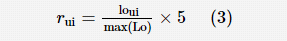 r_ui = lo_ui / max(Lo) × 5 (3)